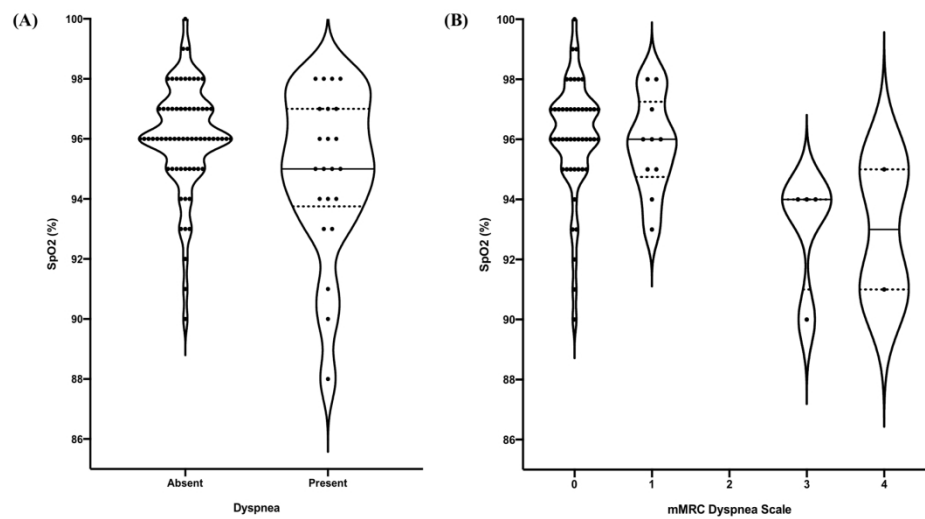 (A)
100
98
96
94
92
90
88
86
SpO2 (%)
Absent Present
Dyspnea
(B)
100
98
96
94
92
90
88
86
SpO2 (%)
0 1 2 3 4
mMRC Dyspnea Scale